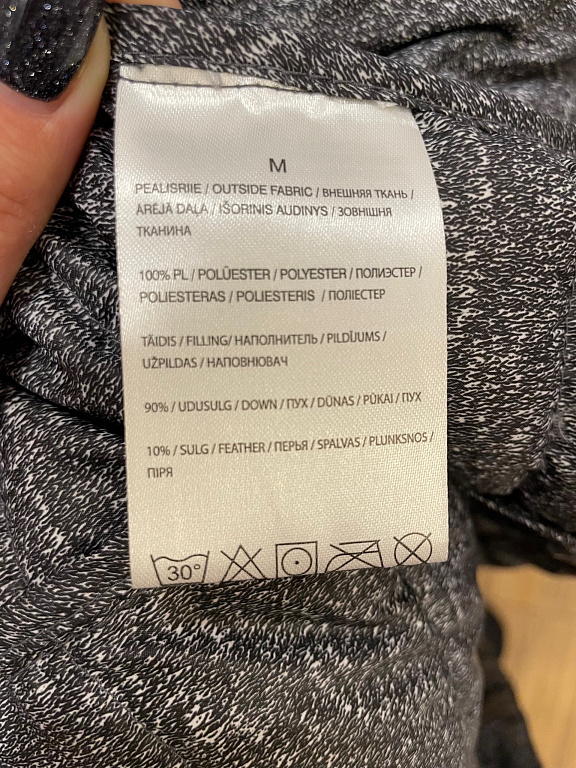 M
PEALISRIIE / OUTSIDE FABRIC / ВНЕШНЯЯ ТКАНЬ /
ĀRĒJĀ DAĻA / IŠORINIS AUDINYS / ЗОВНІШНЯ
ТКАНИНА
100% PL / POLÜESTER / POLYESTER / ПОЛИЭСТЕР /
POLIESTERAS / POLIESTERIS / ПОЛІЕСТЕР
TÄIDIS / FILLING/ НАПОЛНИТЕЛЬ / PILDĪJUMS /
UŽPILDAS / НАПОВНЮВАЧ
90% / UDUSULG / DOWN / ПУХ / DŪNAS / PŪKAI / ПУХ
10% / SULG / FEATHER / ПЕРЬЯ / SPALVAS / PLUNKSNOS /
ПІРЯ
30°